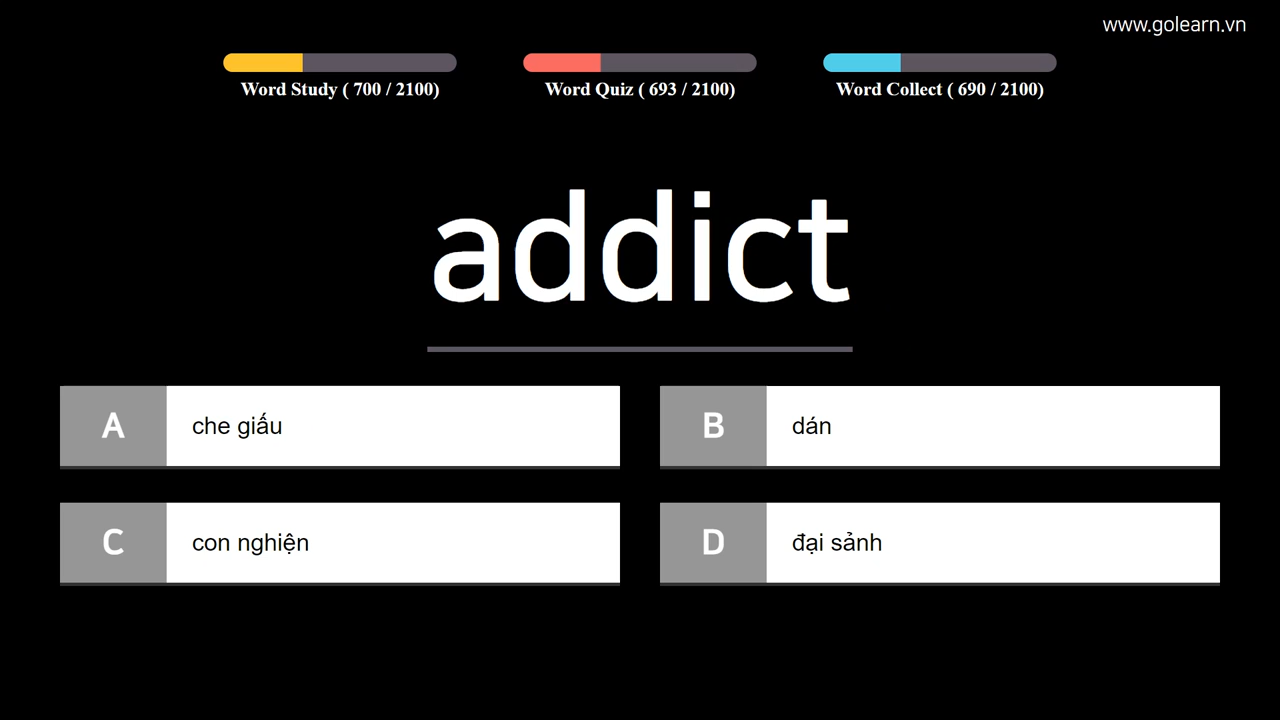 www.golearn.vn
Word Study ( 700 / 2100)
Word Quiz ( 693 / 2100)
Word Collect ( 690 / 2100)
addict
A che giấu
B dán
C con nghiện
D đại sảnh